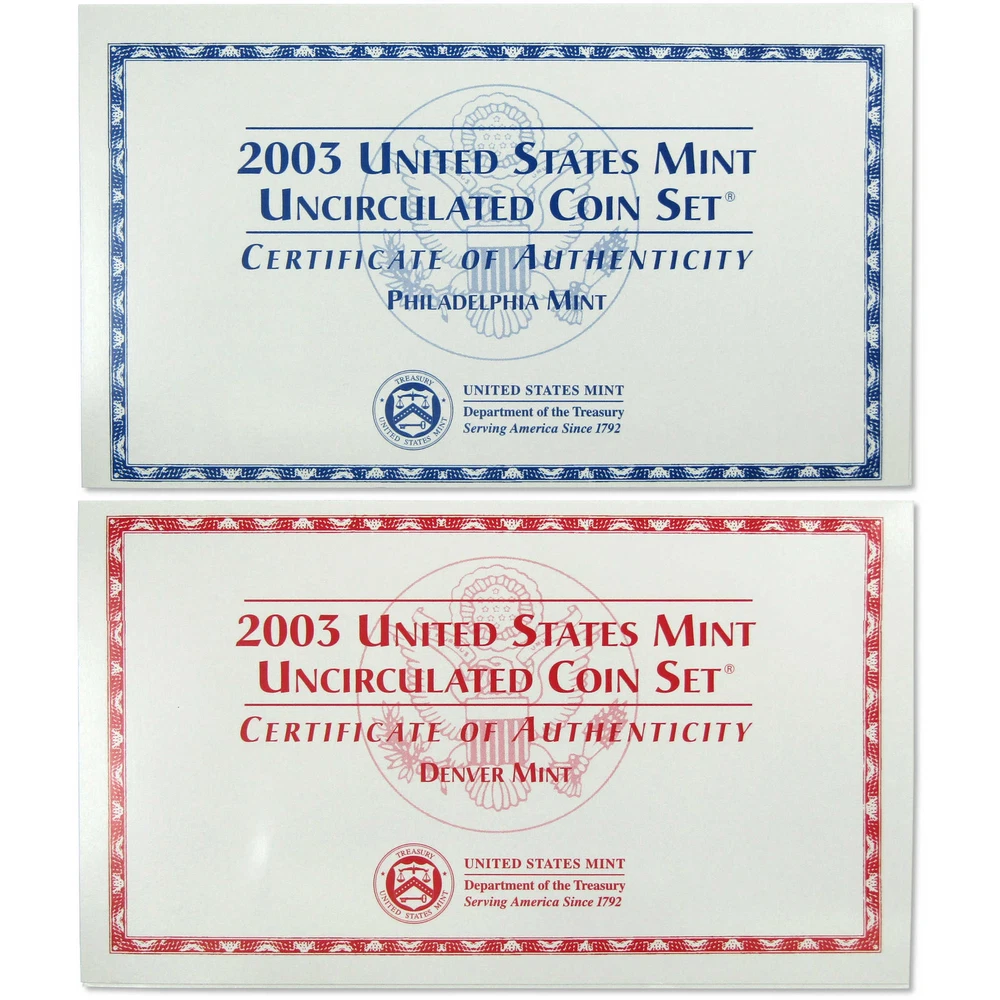 2003 UNITED STATES MINT
UNCIRCULATED COIN SET®
CERTIFICATE OF AUTHENTICITY
PHILADELPHIA MINT
TREASURY
UNITED STATES MINT
UNITED STATES MINT
Department of the Treasury
Serving America Since 1792
2003 UNITED STATES MINT
UNCIRCULATED COIN SET®
CERTIFICATE OF AUTHENTICITY
DENVER MINT
TREASURY
UNITED STATES MINT
UNITED STATES MINT
Department of the Treasury
Serving America Since 1792